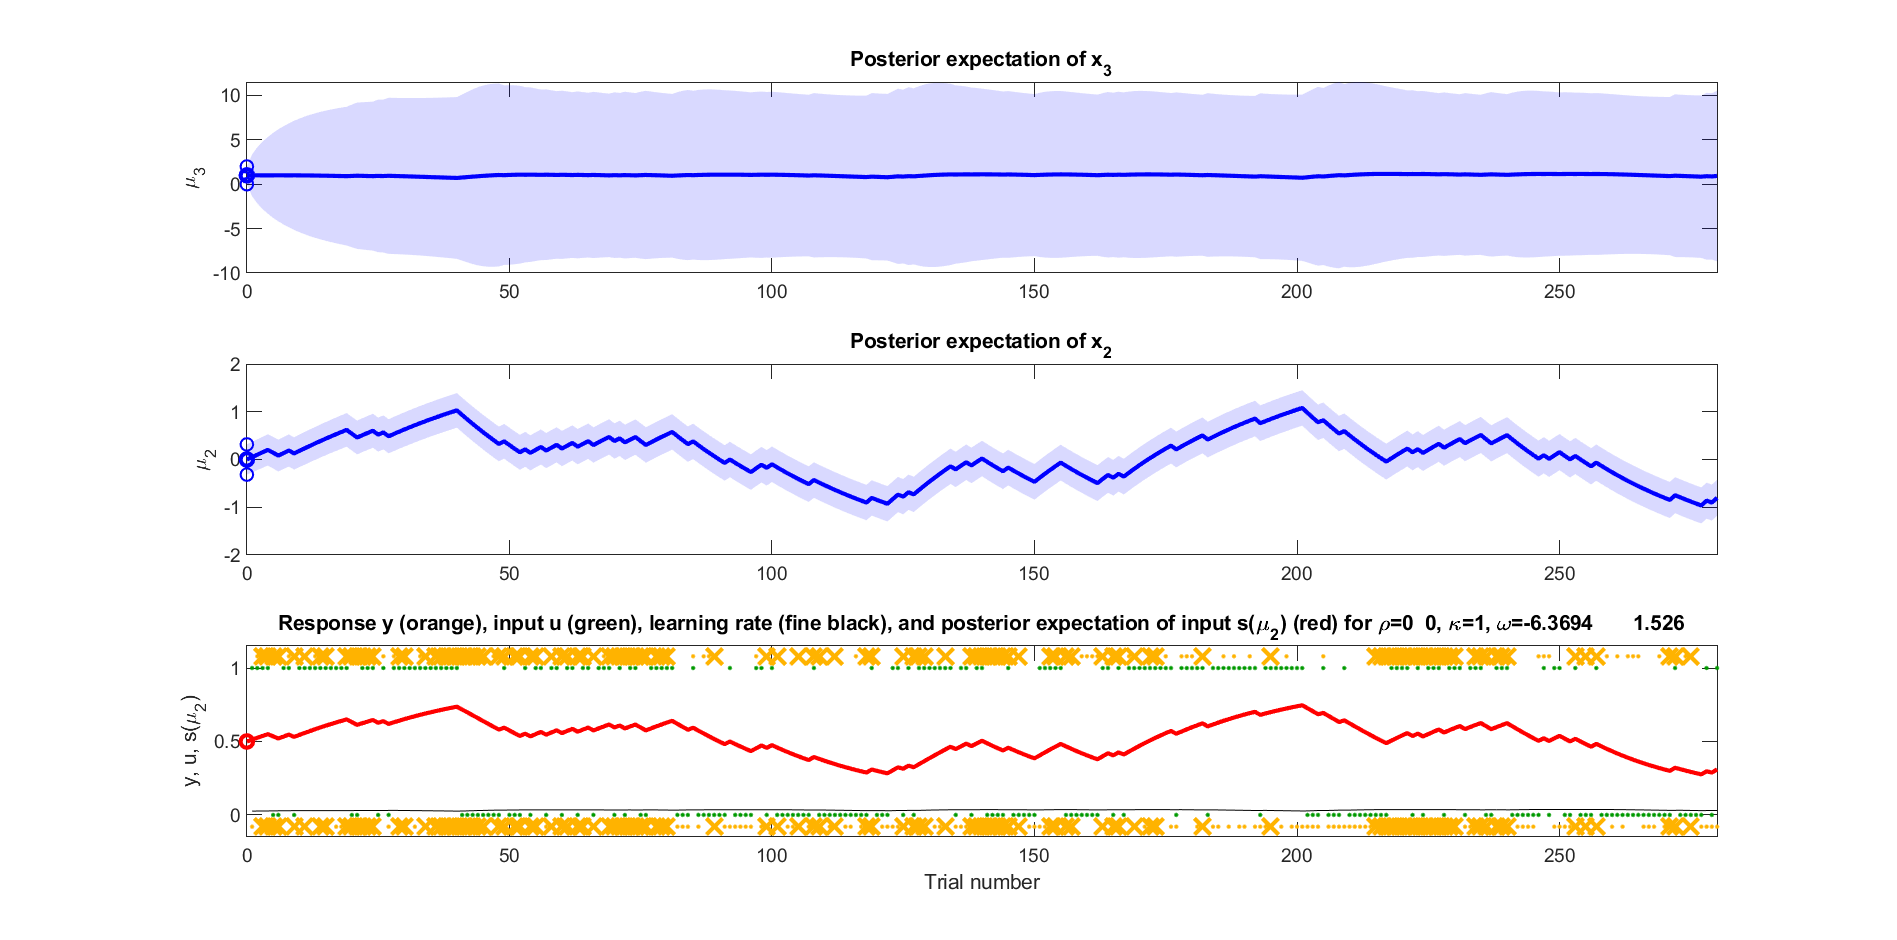 Posterior expectation of x3
10
5
0
-5
-10
μ3
0 50 100 150 200 250
Posterior expectation of x2
2
1
0
-1
-2
μ2
0 50 100 150 200 250
Response y (orange), input u (green), learning rate (fine black), and posterior expectation of input s(μ2) (red) for ρ=0 0, κ=1, ω=-6.3694 1.526
1
0.5
0
y, u, s(μ2)
0 50 100 150 200 250
Trial number